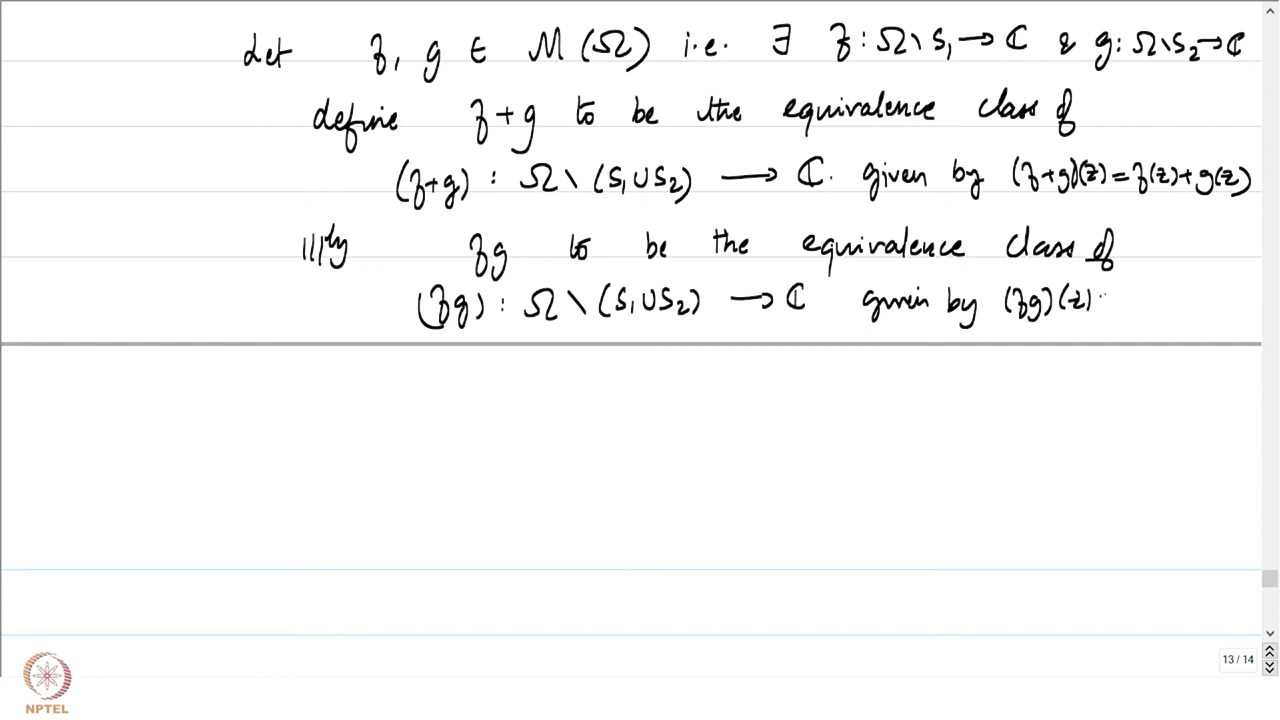 Let f, g ∈ M(Ω) i.e. ∃ f : Ω∖S₁ → ℂ & g : Ω∖S₂ → ℂ
define f+g to be the equivalence class of
(f+g) : Ω∖(S₁∪S₂) ⟶ ℂ. given by (f+g)(z) = f(z)+g(z)
|||ly fg to be the equivalence class of
(fg) : Ω∖(S₁∪S₂) ⟶ ℂ given by (fg)(z)
13 / 14
NPTEL